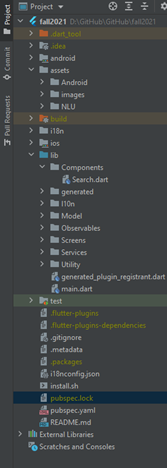 Project
fall2021 D:\GitHub\GitHub\fall2021
.dart_tool
.idea
android
assets
Android
images
NLU
build
i18n
ios
lib
Components
Search.dart
generated
l10n
Model
Observables
Screens
Services
Utility
generated_plugin_registrant.dart
main.dart
test
.flutter-plugins
.flutter-plugins-dependencies
.gitignore
.metadata
.packages
i18nconfig.json
install.sh
pubspec.lock
pubspec.yaml
README.md
External Libraries
Scratches and Consoles
Project
Commit
Pull Requests